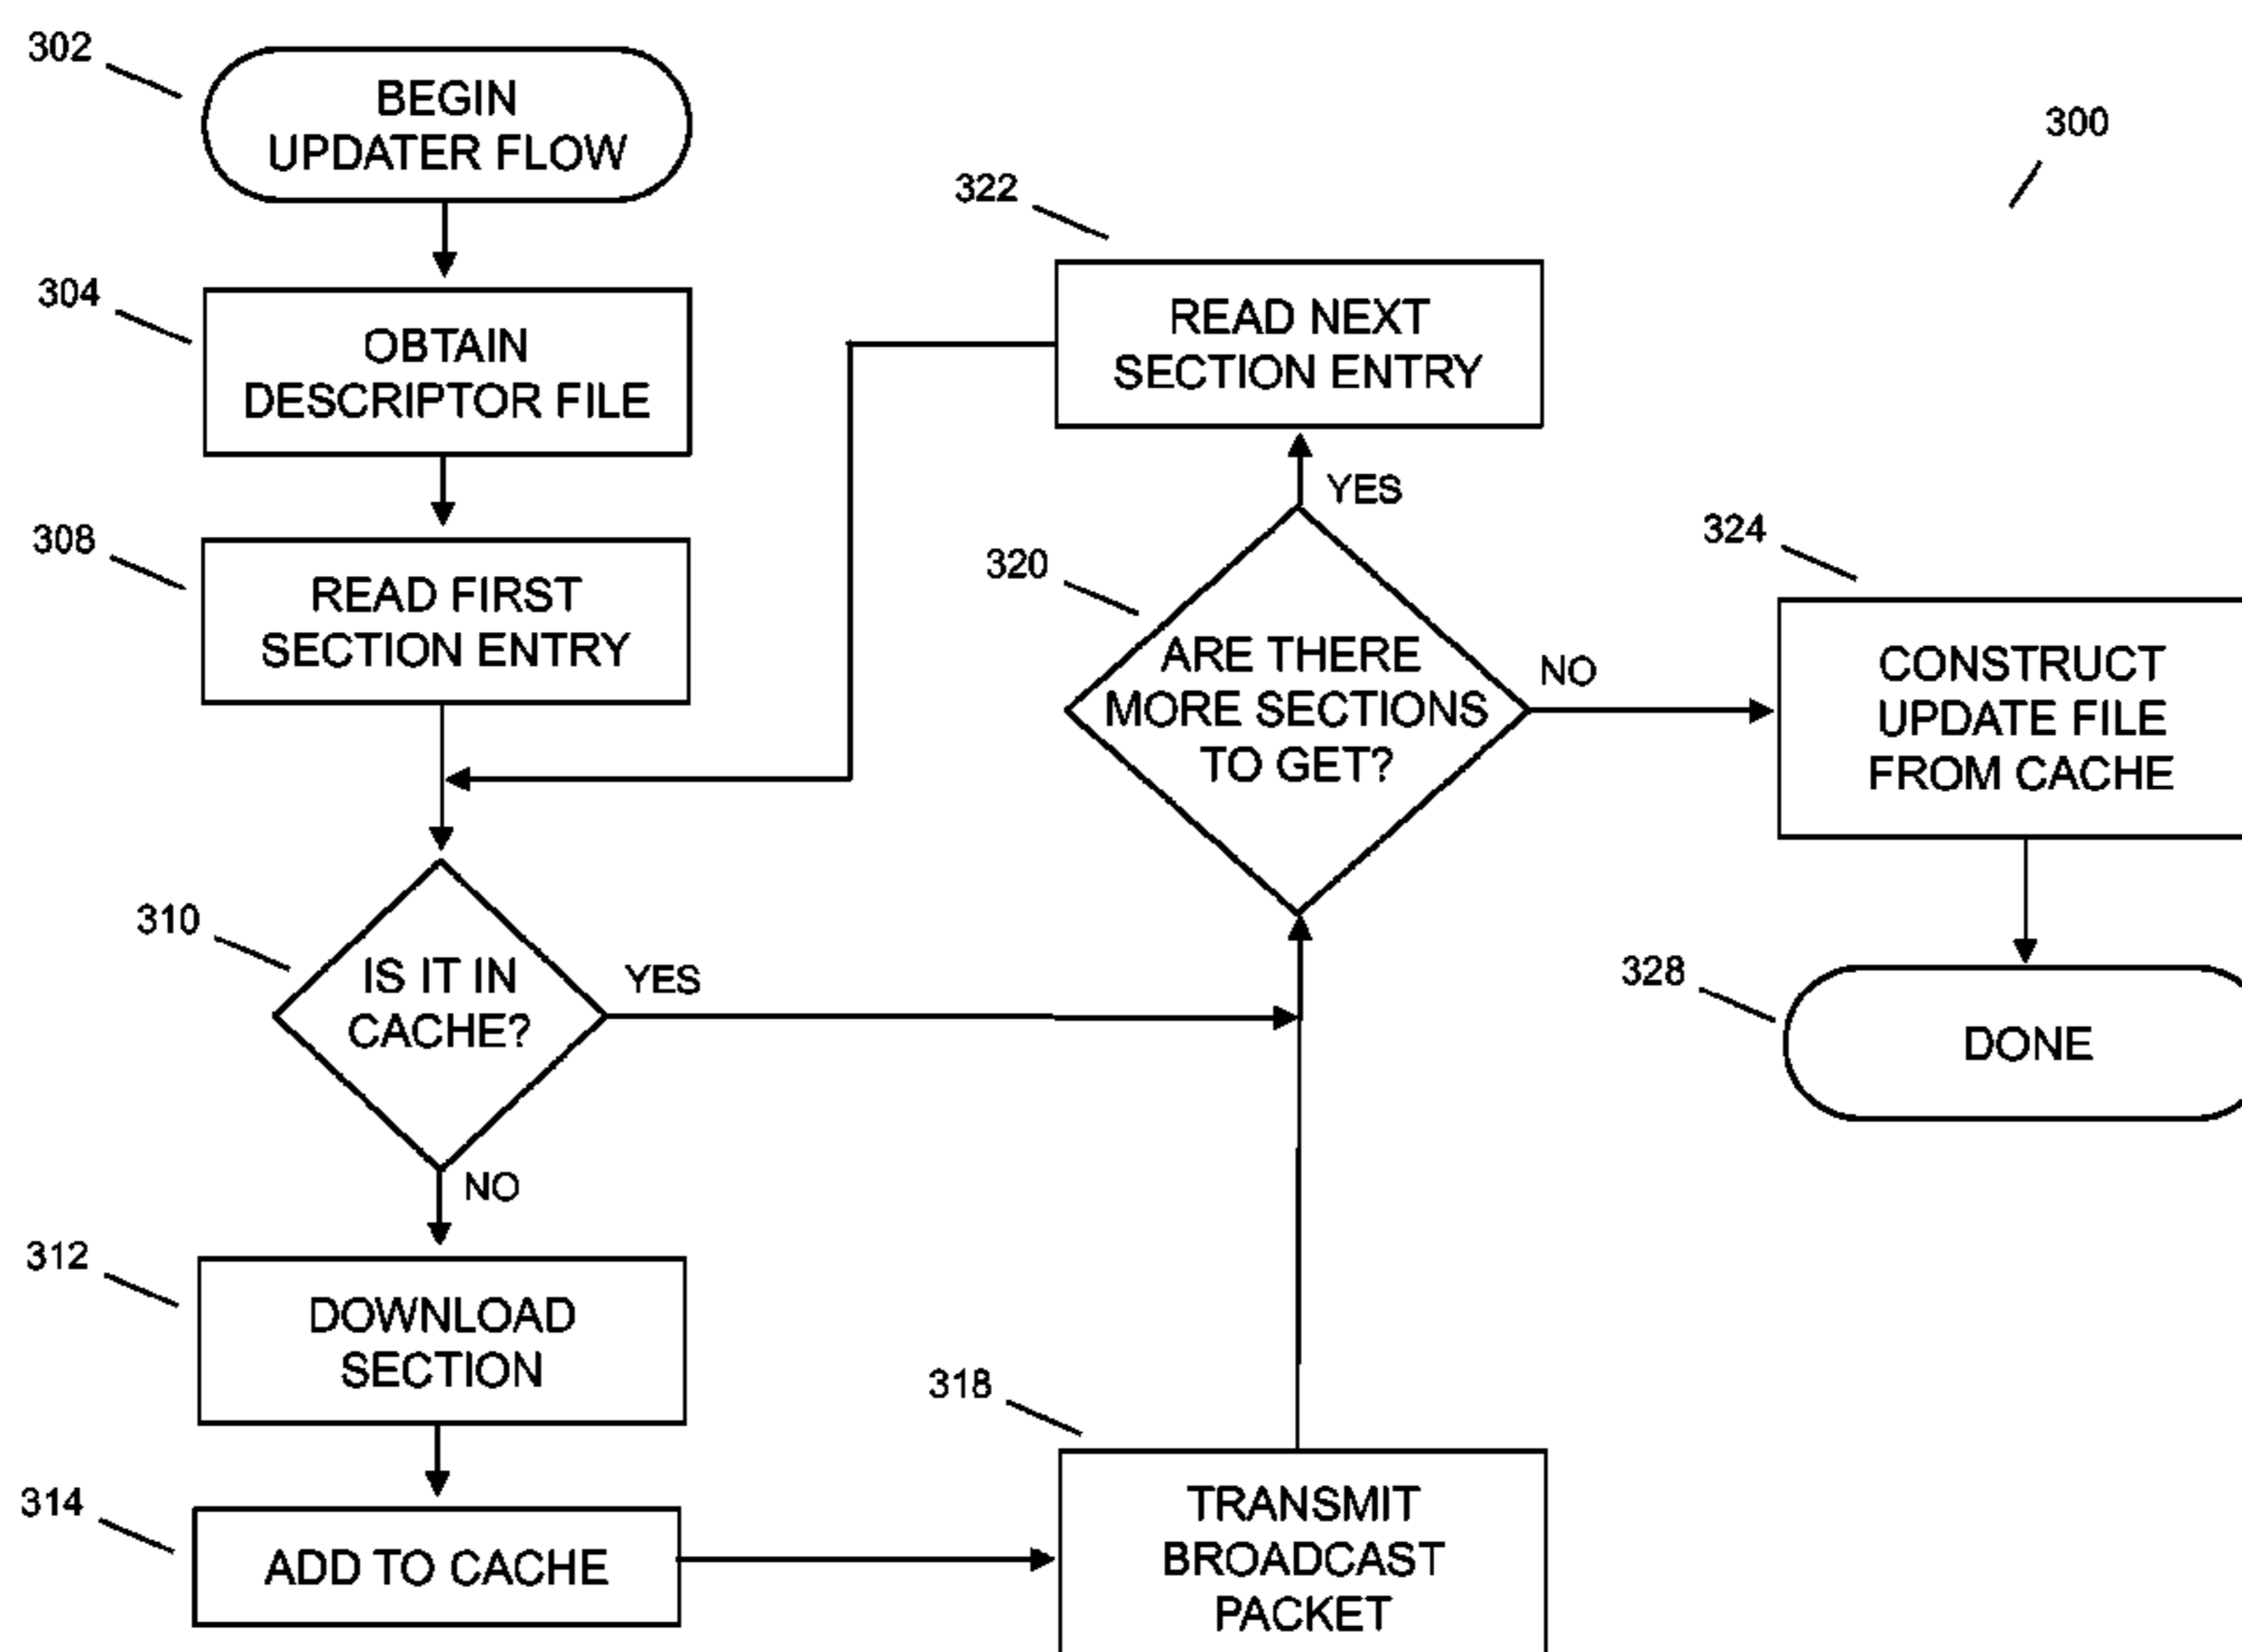 302
BEGIN
UPDATER FLOW
304
OBTAIN
DESCRIPTOR FILE
308
READ FIRST
SECTION ENTRY
310
IS IT IN
CACHE?
YES
NO
312
DOWNLOAD
SECTION
314
ADD TO CACHE
318
TRANSMIT
BROADCAST
PACKET
320
ARE THERE
MORE SECTIONS
TO GET?
YES
NO
322
READ NEXT
SECTION ENTRY
324
CONSTRUCT
UPDATE FILE
FROM CACHE
328
DONE
300